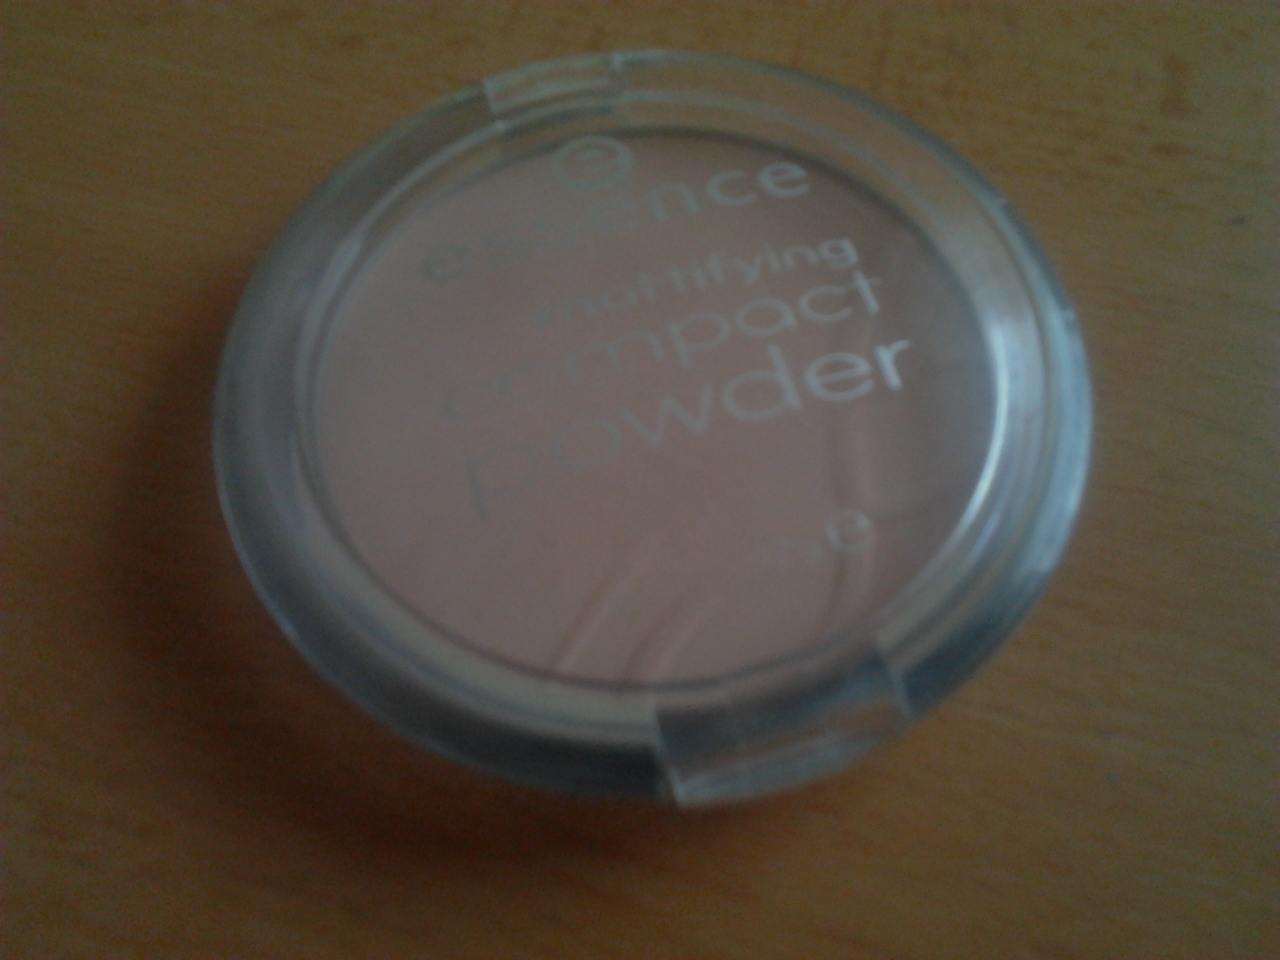 e
essence
mattifying
compact
powder
e